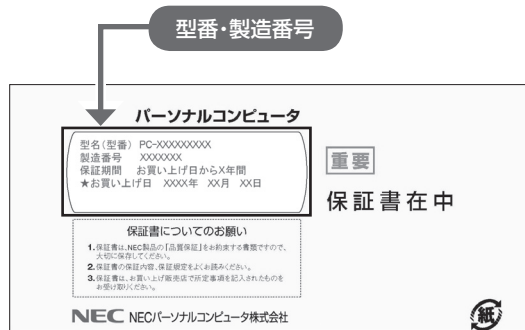 型番・製造番号
パーソナルコンピュータ
型名(型番) PC-XXXXXXXXX
製造番号 XXXXXXX
保証期間 お買い上げ日からX年間
★お買い上げ日 XXXX年 XX月 XX日
重要
保証書在中
保証書についてのお願い
1.保証書は、NEC製品の「品質保証」をお約束する書類ですので、
大切に保存してください。
2.保証書の保証内容、保証規定をよくお読みください。
3.保証書は、お買い上げ販売店で所定事項を記入されたものを
お受け取りください。
NEC NECパーソナルコンピュータ株式会社
紙